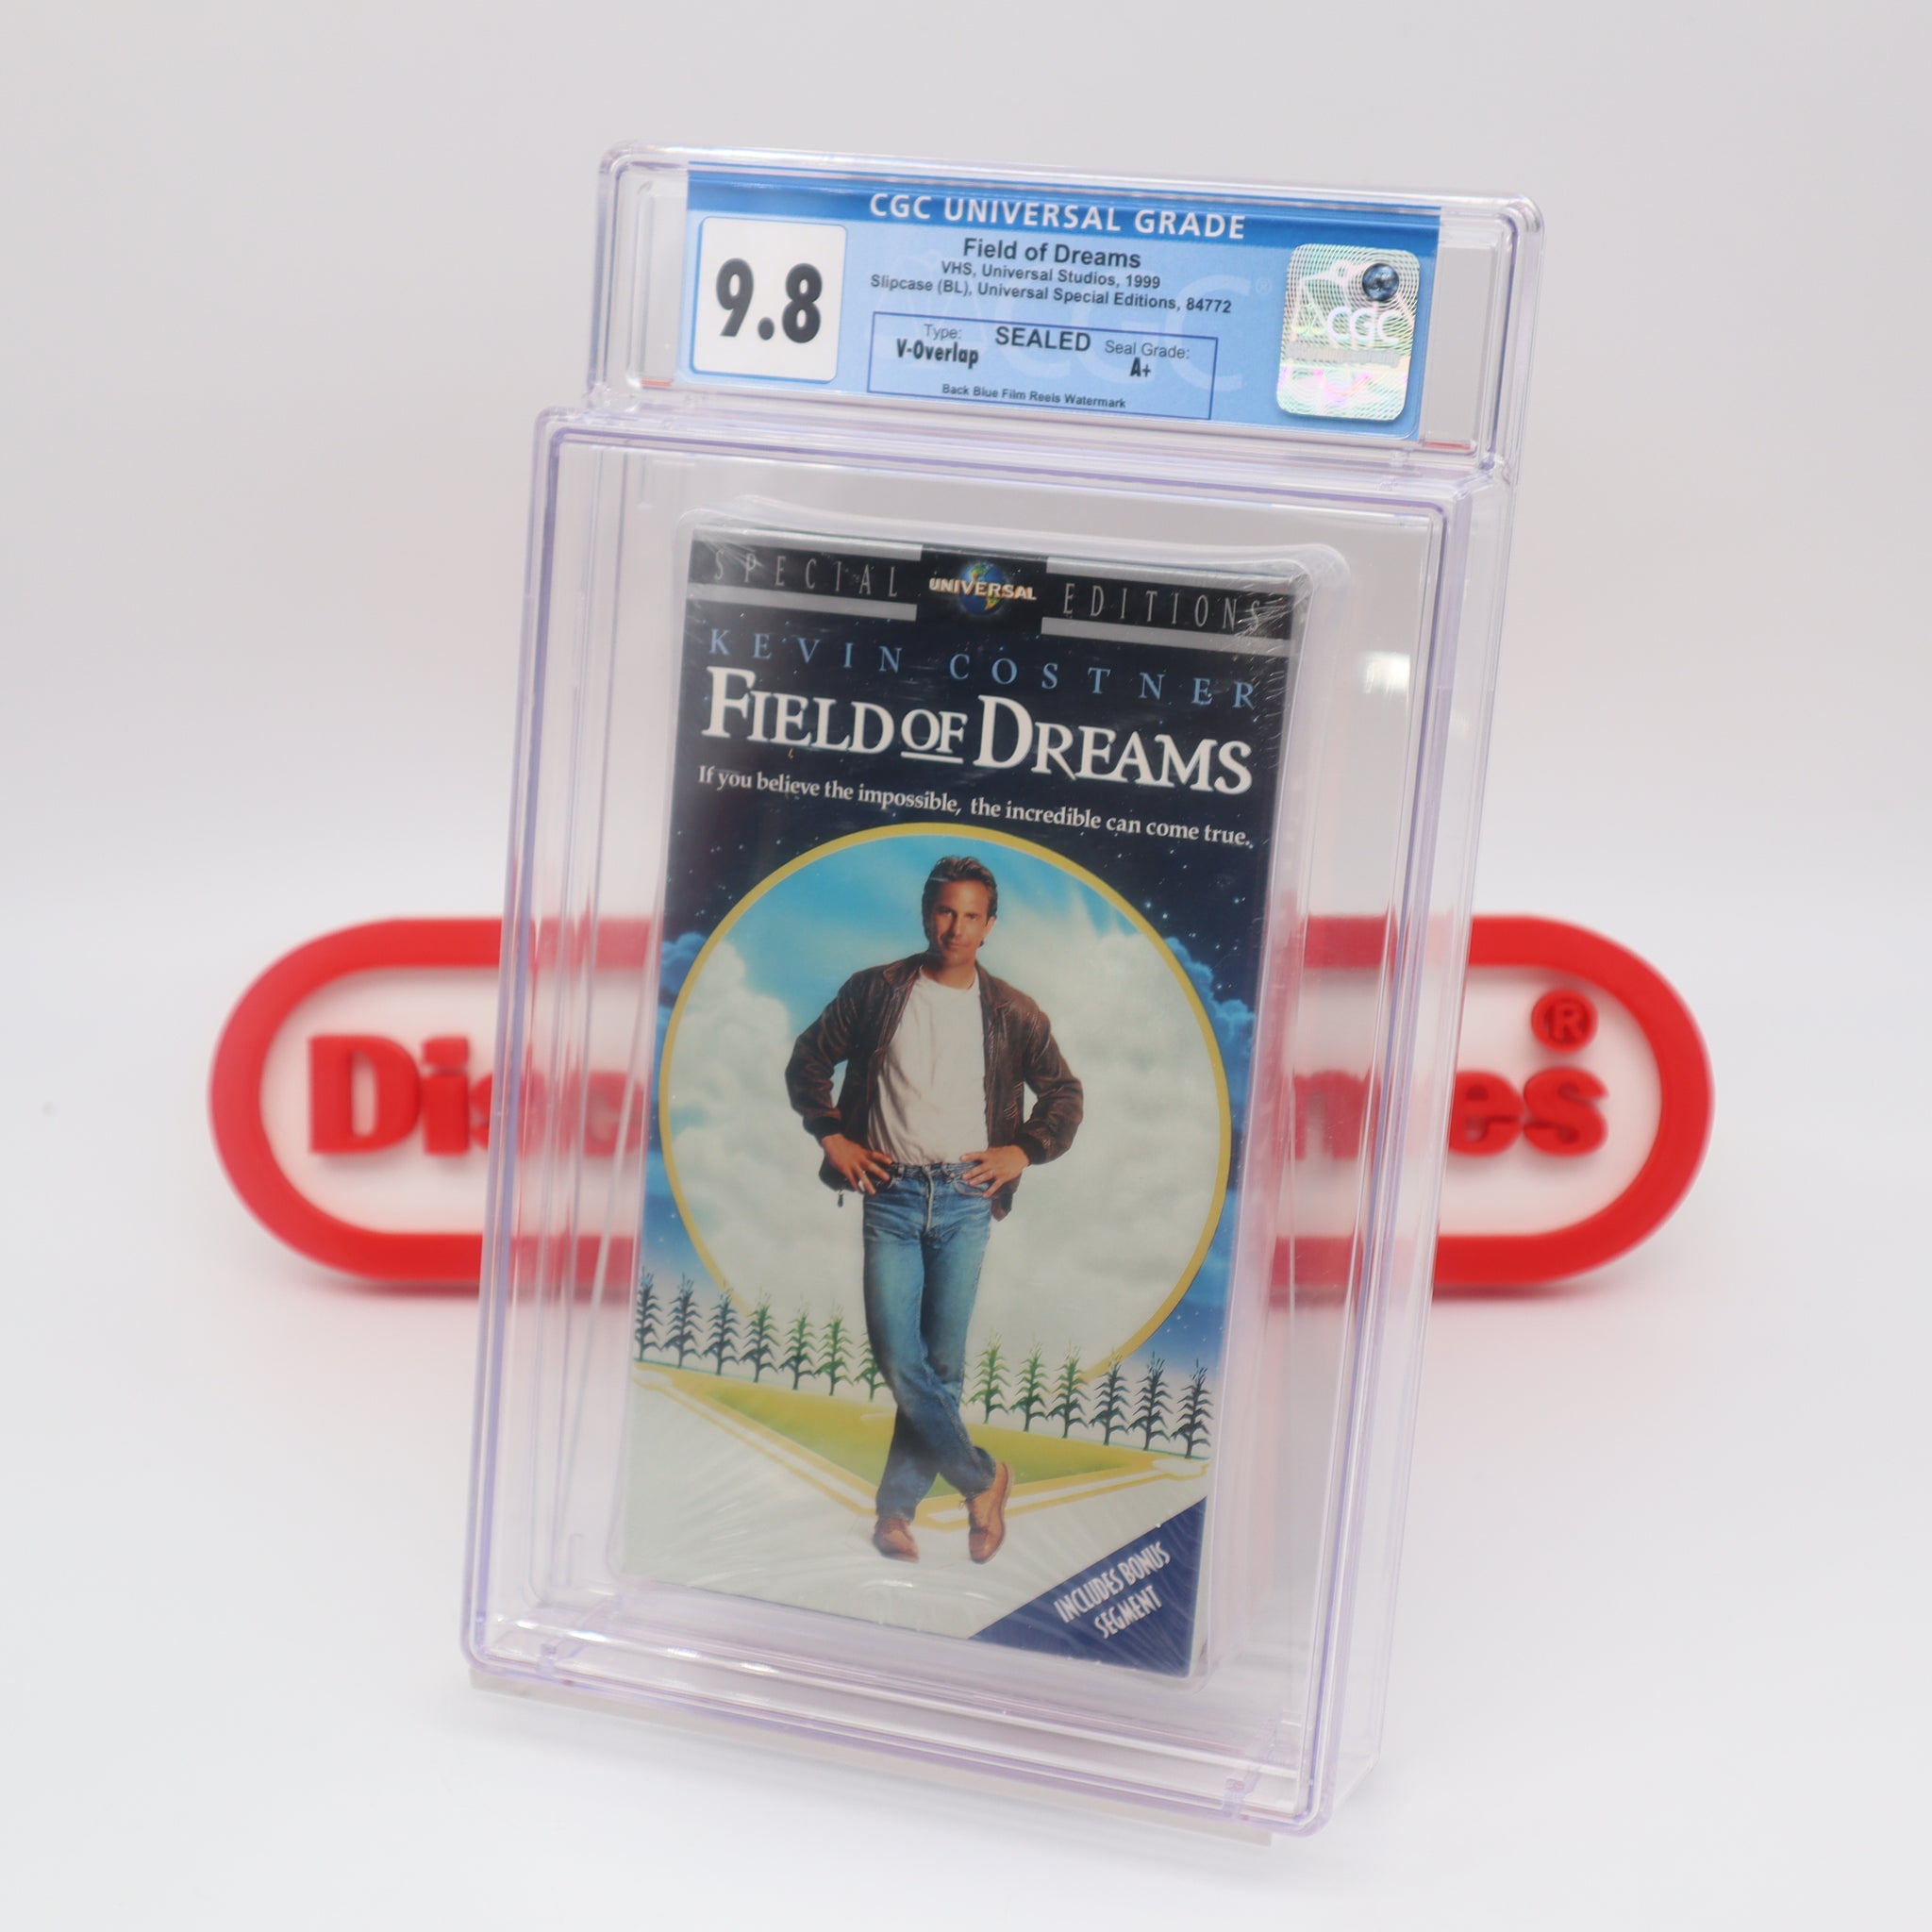 CGC UNIVERSAL GRADE
9.8
Field of Dreams
VHS, Universal Studios, 1999
Slipcase (BL), Universal Special Editions, 84772
Type: SEALED Seal Grade:
V-Overlap A+
Back Blue Film Reels Watermark
CGC
CGC
SPECIAL UNIVERSAL EDITIONS
KEVIN COSTNER
FIELD OF DREAMS
If you believe the impossible, the incredible can come true.
INCLUDES BONUS
SEGMENT
®